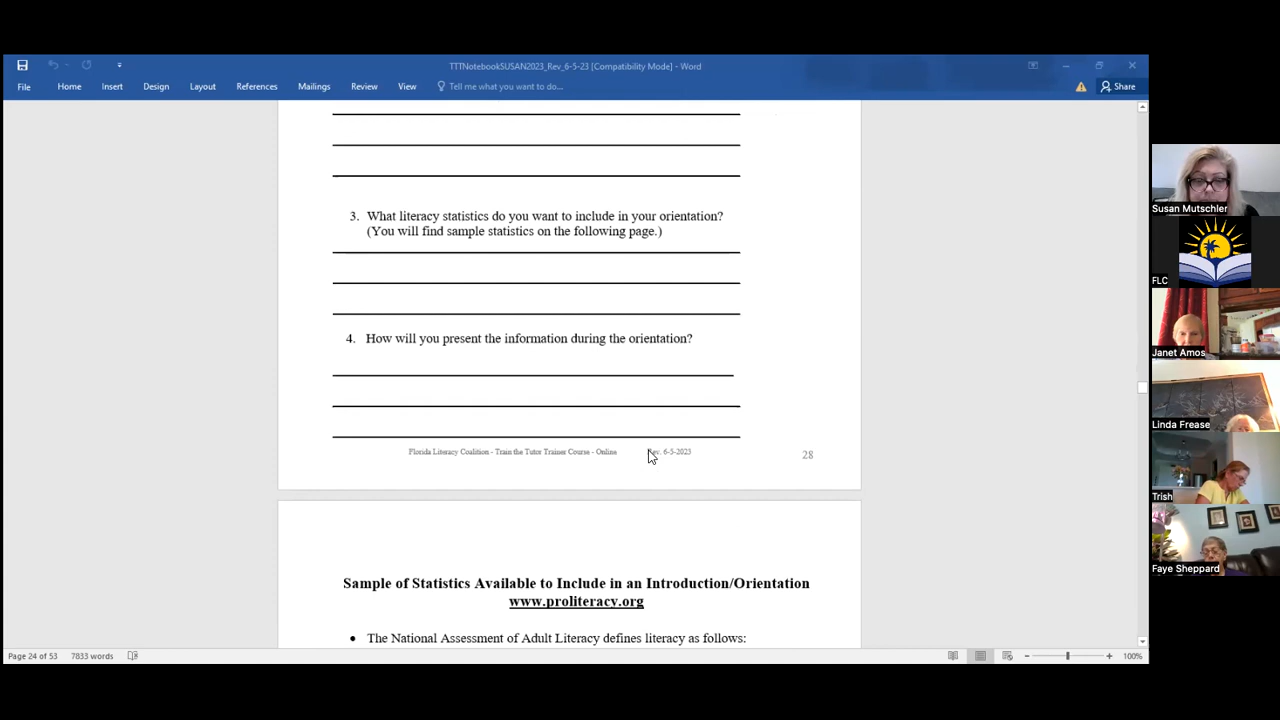 TTTNotebookSUSAN2023_Rev_6-5-23 [Compatibility Mode] - Word
File Home Insert Design Layout References Mailings Review View Tell me what you want to do... Share
3. What literacy statistics do you want to include in your orientation?
(You will find sample statistics on the following page.)
4. How will you present the information during the orientation?
Florida Literacy Coalition - Train the Tutor Trainer Course - Online Rev. 6-5-2023
28
Sample of Statistics Available to Include in an Introduction/Orientation
www.proliteracy.org
• The National Assessment of Adult Literacy defines literacy as follows:
Page 24 of 53 7833 words 100%
Susan Mutschler
FLC
Janet Amos
Linda Frease
Trish
Faye Sheppard